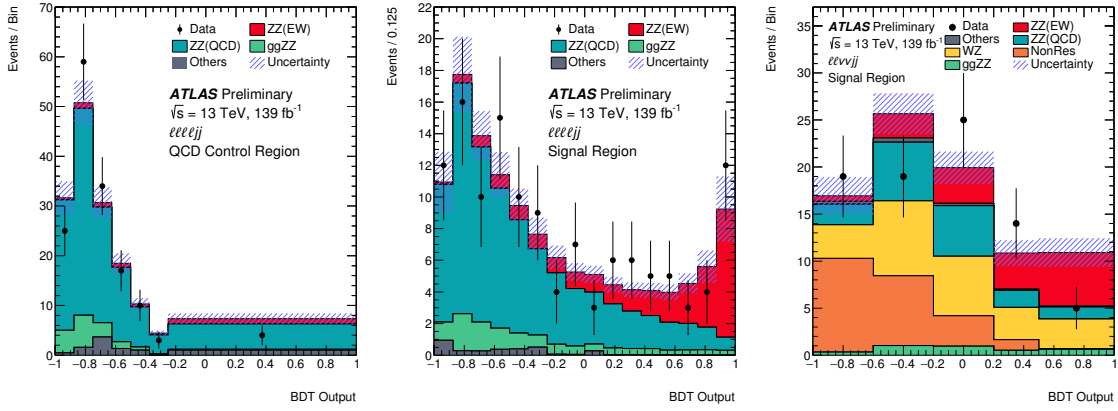 Events / Bin
70
60
50
40
30
20
10
0
Data
ZZ(EW)
ZZ(QCD)
ggZZ
Others
Uncertainty
ATLAS Preliminary
√s = 13 TeV, 139 fb⁻¹
ℓℓℓℓjj
QCD Control Region
−1 −0.8 −0.6 −0.4 −0.2 0 0.2 0.4 0.6 0.8 1
BDT Output
Events / 0.125
22
20
18
16
14
12
10
8
6
4
2
0
Data
ZZ(EW)
ZZ(QCD)
ggZZ
Others
Uncertainty
ATLAS Preliminary
√s = 13 TeV, 139 fb⁻¹
ℓℓℓℓjj
Signal Region
−1 −0.8 −0.6 −0.4 −0.2 0 0.2 0.4 0.6 0.8 1
BDT Output
Events / Bin
35
30
25
20
15
10
5
0
ATLAS Preliminary
√s = 13 TeV, 139 fb⁻¹
ℓℓννjj
Signal Region
Data
ZZ(EW)
Others
ZZ(QCD)
WZ
NonRes
ggZZ
Uncertainty
−1 −0.8 −0.6 −0.4 −0.2 0 0.2 0.4 0.6 0.8 1
BDT Output